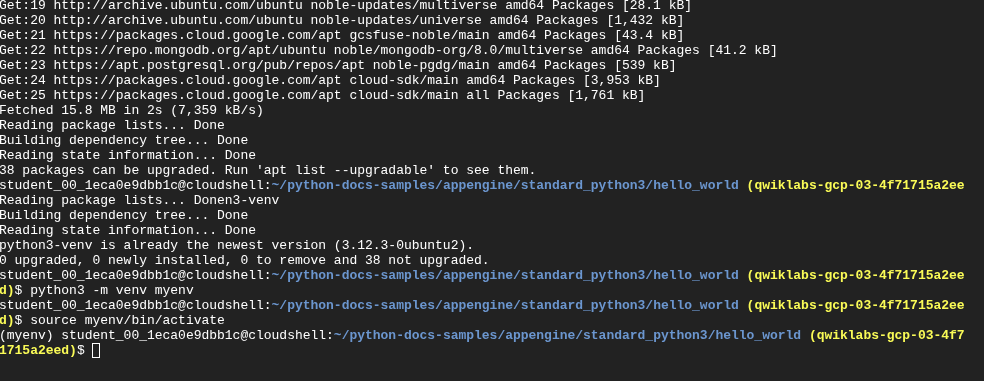 Get:19 http://archive.ubuntu.com/ubuntu noble-updates/multiverse amd64 Packages [28.1 kB]
Get:20 http://archive.ubuntu.com/ubuntu noble-updates/universe amd64 Packages [1,432 kB]
Get:21 https://packages.cloud.google.com/apt gcsfuse-noble/main amd64 Packages [43.4 kB]
Get:22 https://repo.mongodb.org/apt/ubuntu noble/mongodb-org/8.0/multiverse amd64 Packages [41.2 kB]
Get:23 https://apt.postgresql.org/pub/repos/apt noble-pgdg/main amd64 Packages [539 kB]
Get:24 https://packages.cloud.google.com/apt cloud-sdk/main amd64 Packages [3,953 kB]
Get:25 https://packages.cloud.google.com/apt cloud-sdk/main all Packages [1,761 kB]
Fetched 15.8 MB in 2s (7,359 kB/s)
Reading package lists... Done
Building dependency tree... Done
Reading state information... Done
38 packages can be upgraded. Run 'apt list --upgradable' to see them.
student_00_1eca0e9dbb1c@cloudshell:~/python-docs-samples/appengine/standard_python3/hello_world (qwiklabs-gcp-03-4f71715a2ee
Reading package lists... Donen3-venv
Building dependency tree... Done
Reading state information... Done
python3-venv is already the newest version (3.12.3-0ubuntu2).
0 upgraded, 0 newly installed, 0 to remove and 38 not upgraded.
student_00_1eca0e9dbb1c@cloudshell:~/python-docs-samples/appengine/standard_python3/hello_world (qwiklabs-gcp-03-4f71715a2ee
d)$ python3 -m venv myenv
student_00_1eca0e9dbb1c@cloudshell:~/python-docs-samples/appengine/standard_python3/hello_world (qwiklabs-gcp-03-4f71715a2ee
d)$ source myenv/bin/activate
(myenv) student_00_1eca0e9dbb1c@cloudshell:~/python-docs-samples/appengine/standard_python3/hello_world (qwiklabs-gcp-03-4f7
1715a2eed)$